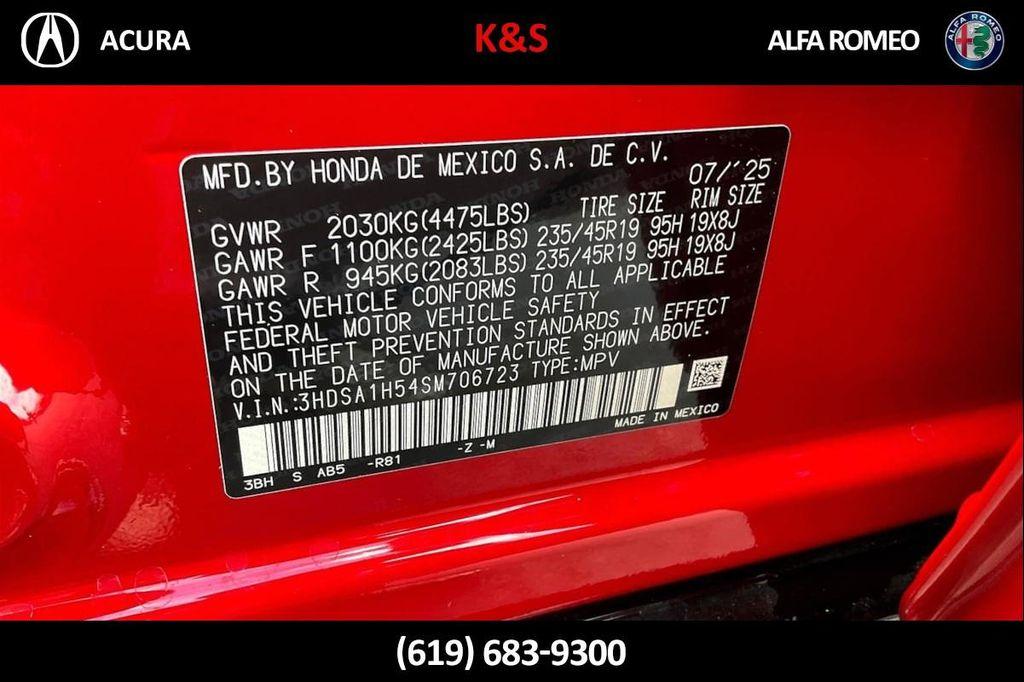 ACURA
K&S
ALFA ROMEO
ALFA ROMEO
MFD.BY HONDA DE MEXICO S.A. DE C.V.
07/'25
GVWR 2030KG(4475LBS) TIRE SIZE RIM SIZE
GAWR F 1100KG(2425LBS) 235/45R19 95H 19X8J
GAWR R 945KG(2083LBS) 235/45R19 95H 19X8J
THIS VEHICLE CONFORMS TO ALL APPLICABLE
FEDERAL MOTOR VEHICLE SAFETY
AND THEFT PREVENTION STANDARDS IN EFFECT
ON THE DATE OF MANUFACTURE SHOWN ABOVE.
V.I.N.:3HDSA1H54SM706723 TYPE:MPV
MADE IN MEXICO
3BH S AB5 -R81 -Z -M
(619) 683-9300